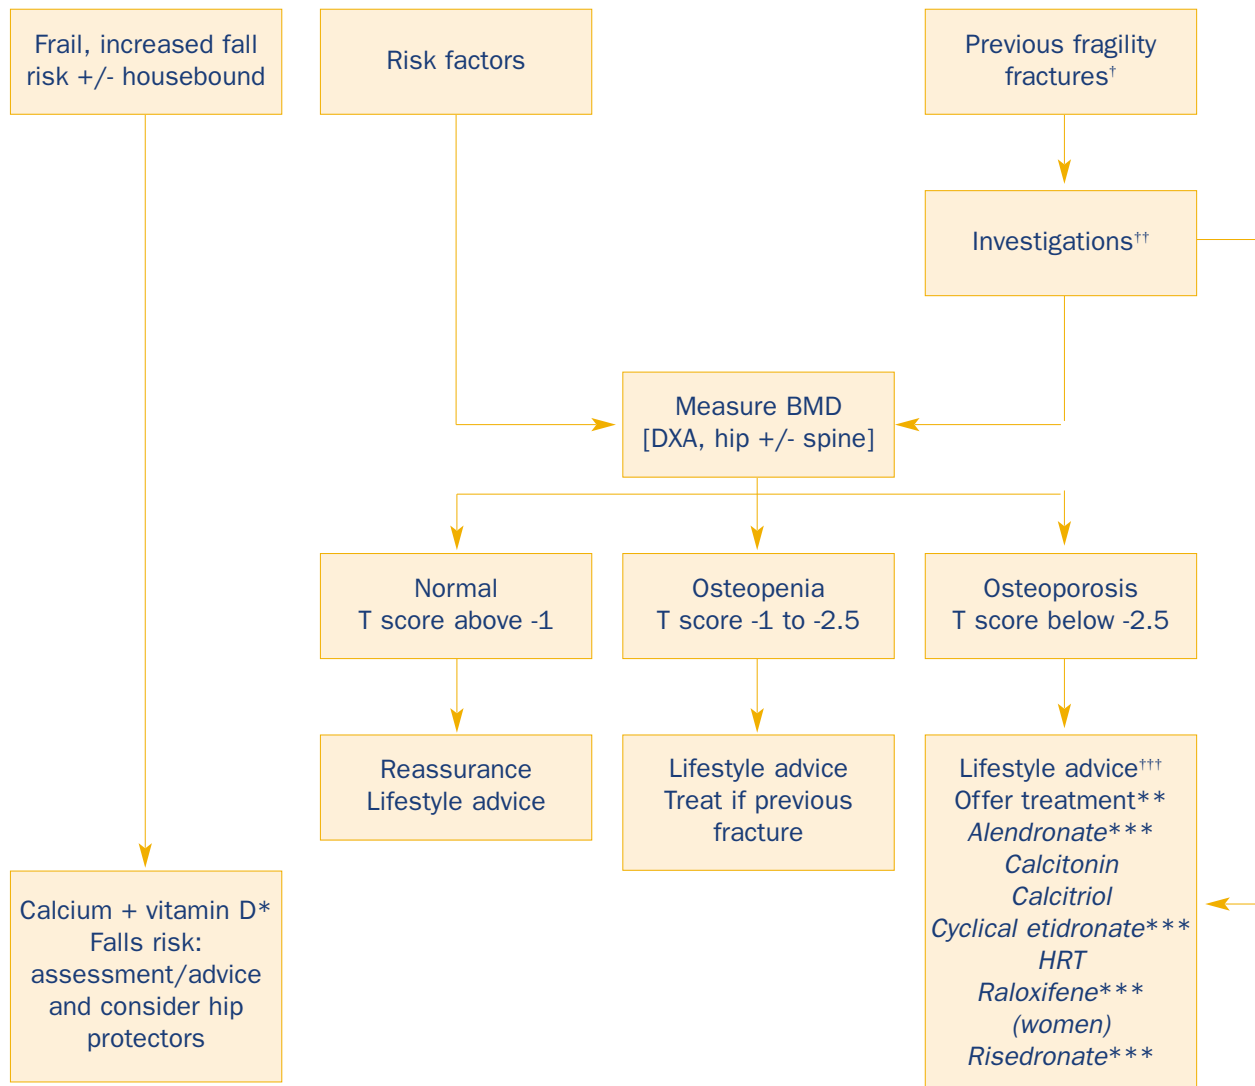 Frail, increased fall
risk +/- housebound
Risk factors
Previous fragility
fractures†
Investigations††
Measure BMD
[DXA, hip +/- spine]
Normal
T score above -1
Osteopenia
T score -1 to -2.5
Osteoporosis
T score below -2.5
Reassurance
Lifestyle advice
Lifestyle advice
Treat if previous
fracture
Lifestyle advice†††
Offer treatment**
Alendronate***
Calcitonin
Calcitriol
Cyclical etidronate***
HRT
Raloxifene***
(women)
Risedronate***
Calcium + vitamin D*
Falls risk:
assessment/advice
and consider hip
protectors